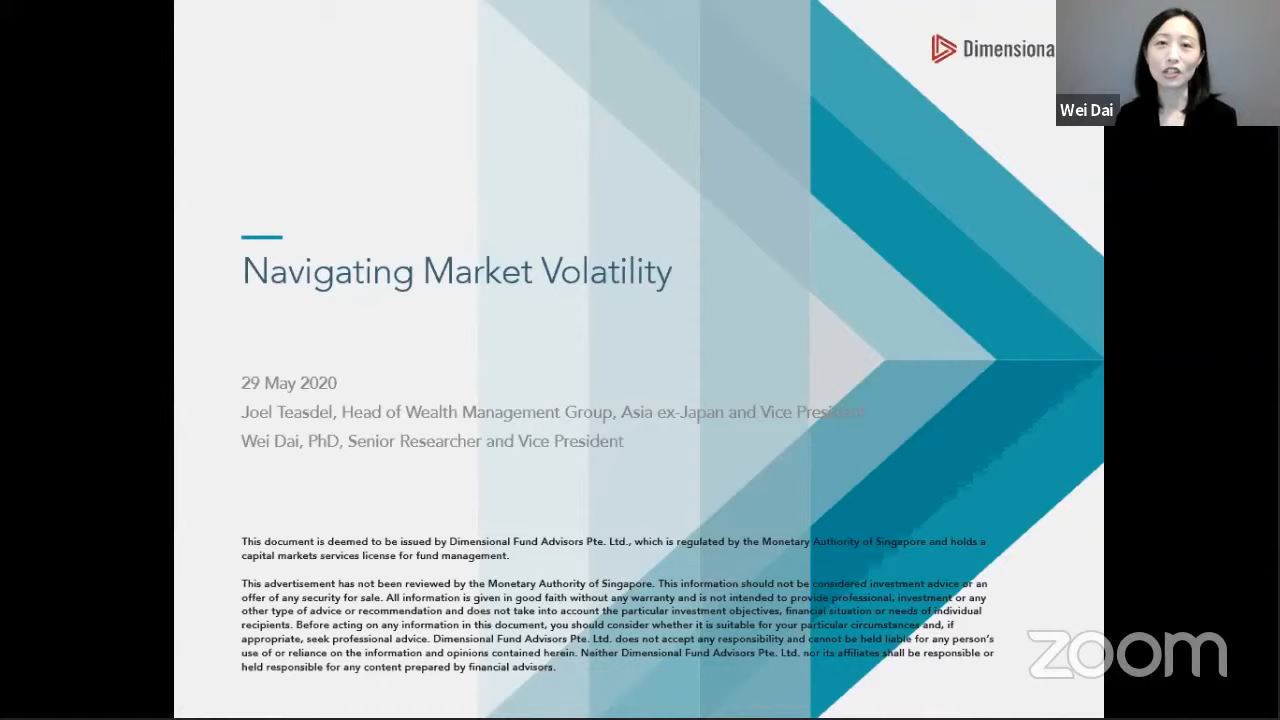 Dimensiona
Wei Dai
Navigating Market Volatility
29 May 2020
Joel Teasdel, Head of Wealth Management Group, Asia ex-Japan and Vice President
Wei Dai, PhD, Senior Researcher and Vice President
This document is deemed to be issued by Dimensional Fund Advisors Pte. Ltd., which is regulated by the Monetary Authority of Singapore and holds a
capital markets services license for fund management.
This advertisement has not been reviewed by the Monetary Authority of Singapore. This information should not be considered investment advice or an
offer of any security for sale. All information is given in good faith without any warranty and is not intended to provide professional, investment or any
other type of advice or recommendation and does not take into account the particular investment objectives, financial situation or needs of individual
recipients. Before acting on any information in this document, you should consider whether it is suitable for your particular circumstances and, if
appropriate, seek professional advice. Dimensional Fund Advisors Pte. Ltd. does not accept any responsibility and cannot be held liable for any person's
use of or reliance on the information and opinions contained herein. Neither Dimensional Fund Advisors Pte. Ltd. nor its affiliates shall be responsible or
held responsible for any content prepared by financial advisors.
zoom